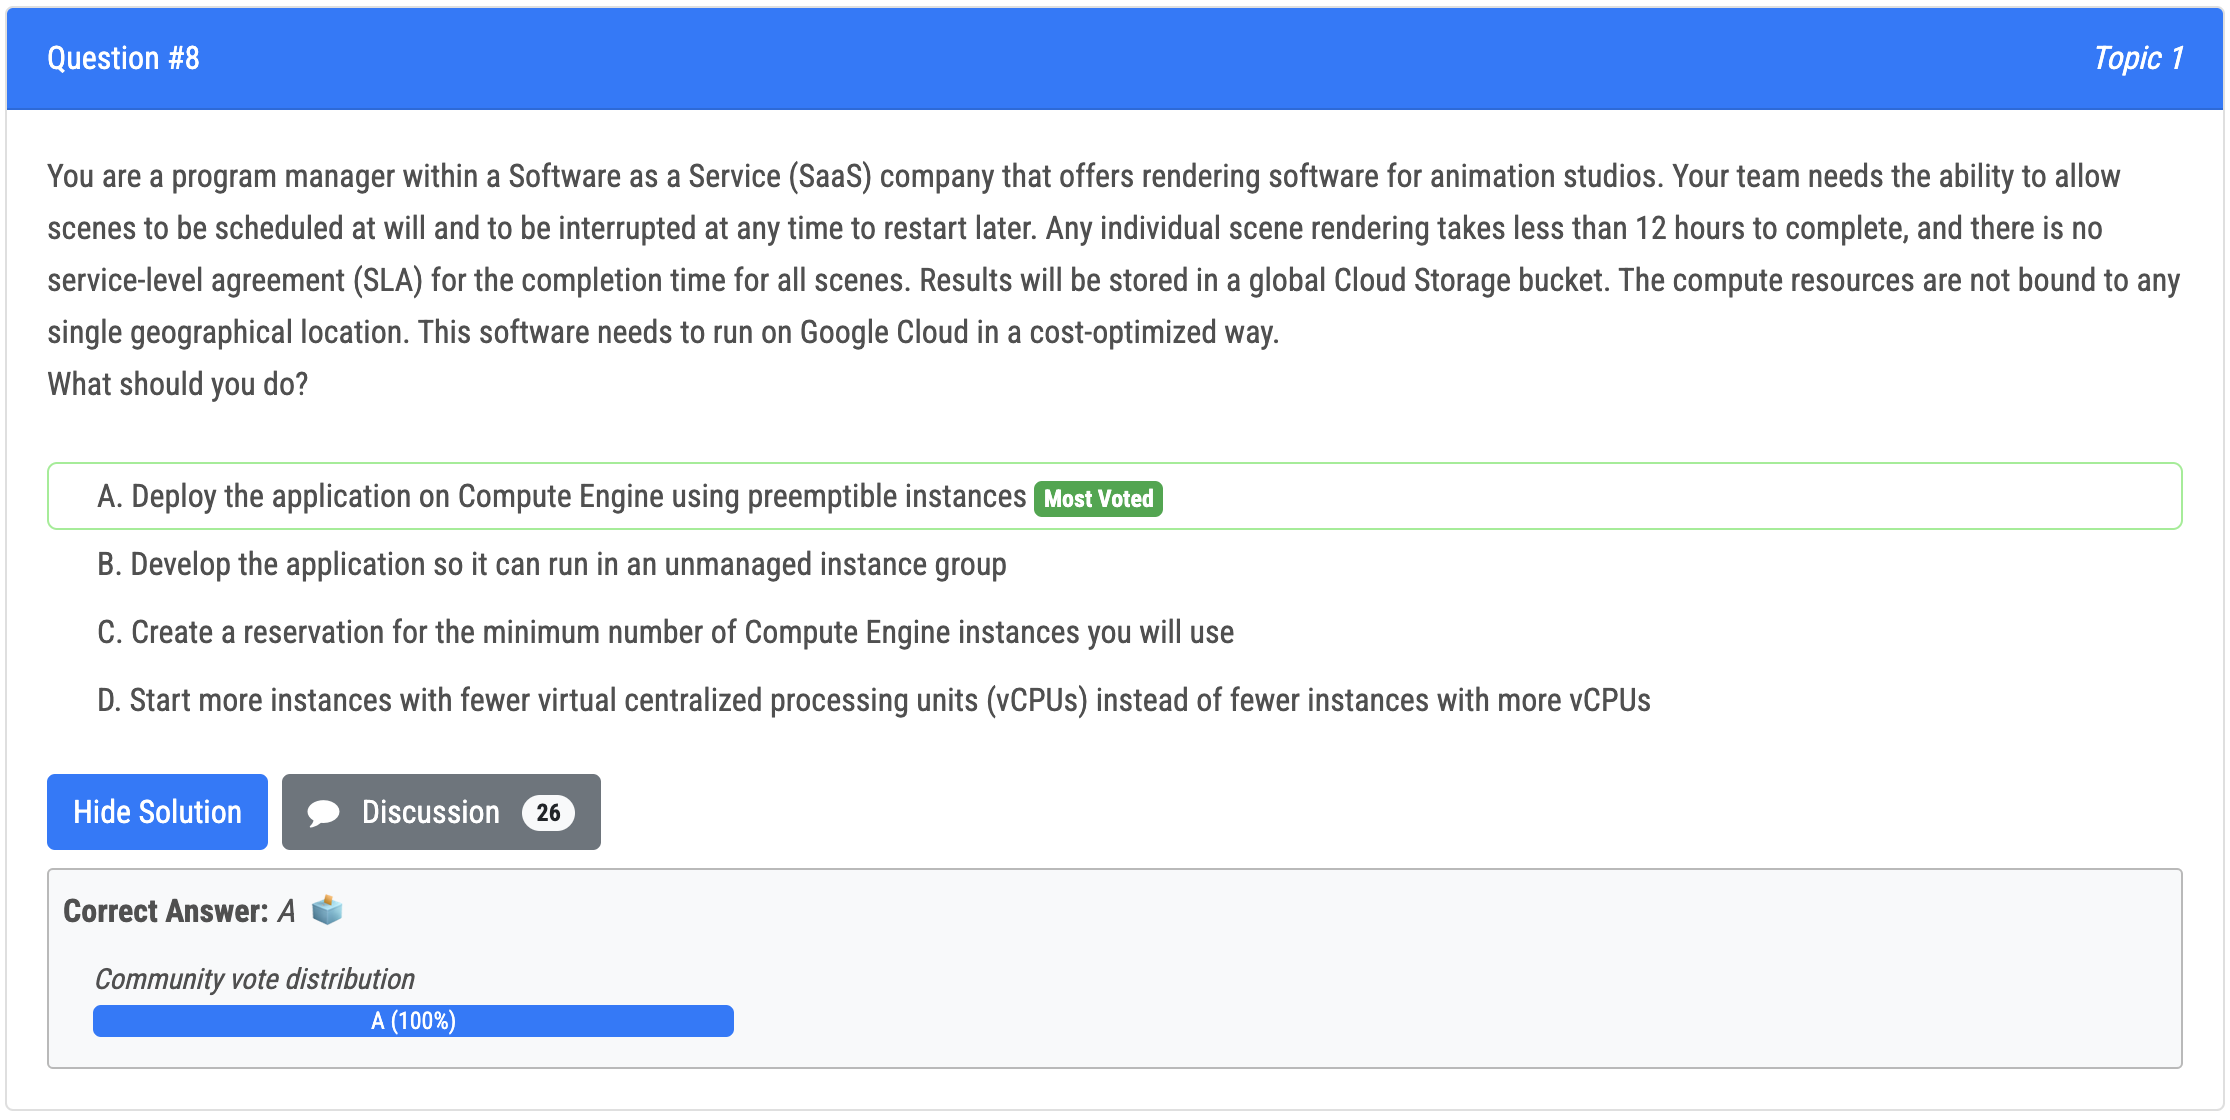 Question #8
Topic 1
You are a program manager within a Software as a Service (SaaS) company that offers rendering software for animation studios. Your team needs the ability to allow
scenes to be scheduled at will and to be interrupted at any time to restart later. Any individual scene rendering takes less than 12 hours to complete, and there is no
service-level agreement (SLA) for the completion time for all scenes. Results will be stored in a global Cloud Storage bucket. The compute resources are not bound to any
single geographical location. This software needs to run on Google Cloud in a cost-optimized way.
What should you do?
A. Deploy the application on Compute Engine using preemptible instances Most Voted
B. Develop the application so it can run in an unmanaged instance group
C. Create a reservation for the minimum number of Compute Engine instances you will use
D. Start more instances with fewer virtual centralized processing units (vCPUs) instead of fewer instances with more vCPUs
Hide Solution
Discussion 26
Correct Answer: A
Community vote distribution
A (100%)